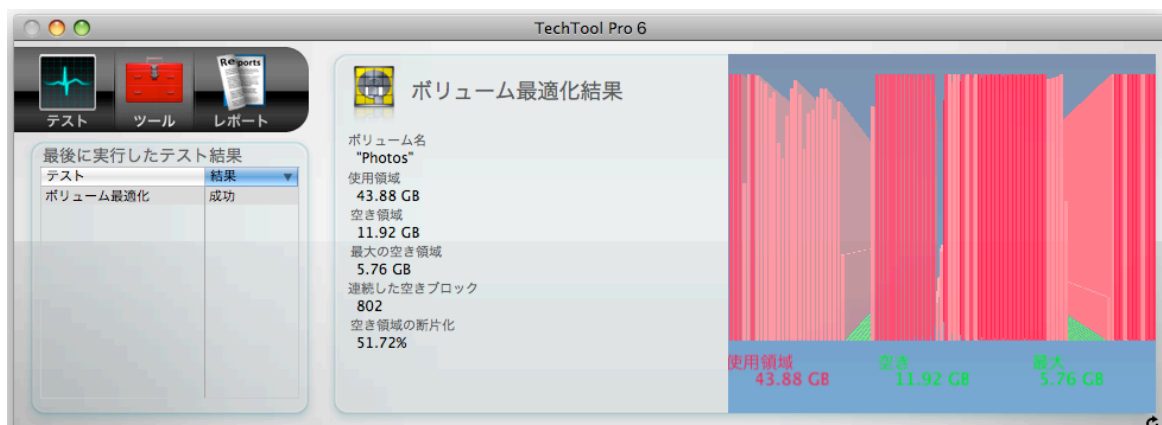 TechTool Pro 6
Reports
テスト
ツール
レポート
最後に実行したテスト結果
テスト 結果
ボリューム最適化 成功
ボリューム最適化結果
ボリューム名
"Photos"
使用領域
43.88 GB
空き領域
11.92 GB
最大の空き領域
5.76 GB
連続した空きブロック
802
空き領域の断片化
51.72%
使用領域
43.88 GB
空き
11.92 GB
最大
5.76 GB